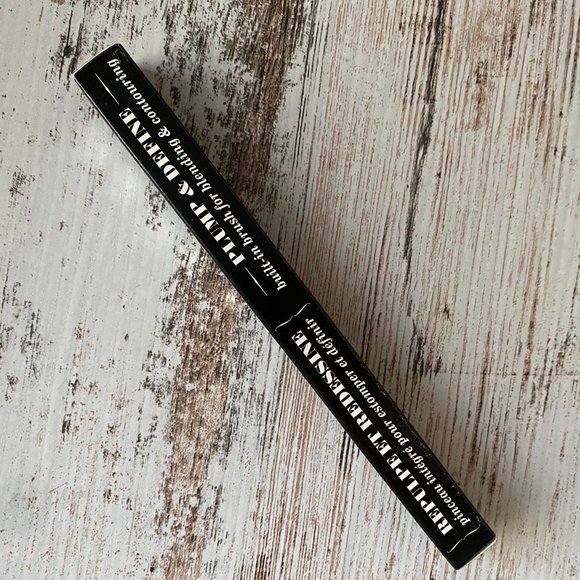 PLUMP & DEFINE
built-in brush for blending & contouring
REPULPE ET REDESSINE
pinceau intégré pour estomper et définir